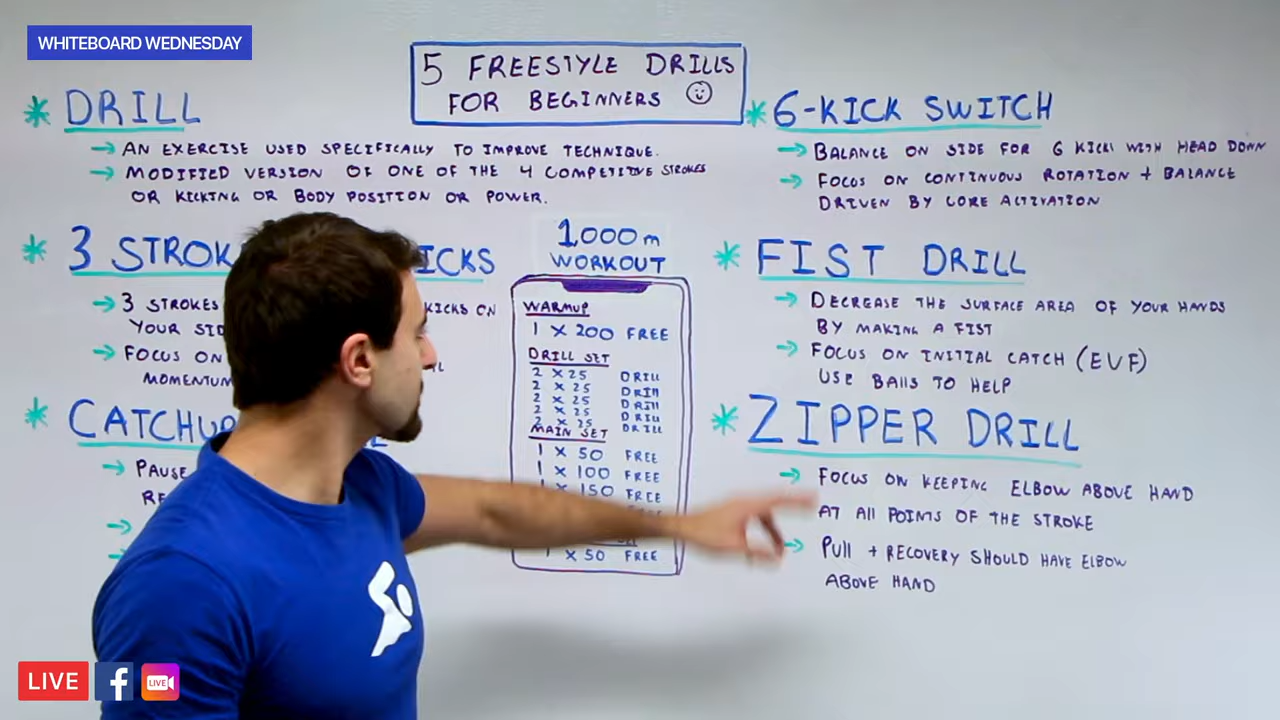 WHITEBOARD WEDNESDAY
5 FREESTYLE DRILLS
FOR BEGINNERS
* DRILL
→ AN EXERCISE USED SPECIFICALLY TO IMPROVE TECHNIQUE.
→ MODIFIED VERSION OF ONE OF THE 4 COMPETITIVE STROKES
OR KICKING OR BODY POSITION OR POWER.
* 3 STROK ICKS
→ 3 STROKES KICKS ON
YOUR SID
→ FOCUS ON
MOMENTUM
* CATCHU
→ PAUSE
RE
1,000m
WORKOUT
WARMUP
1 X 200 FREE
DRILL SET
2 X 25 DRILL
2 X 25 DRILL
2 X 25 DRILL
2 X 25 DRILL
2 X 25 DRILL
MAIN SET
1 X 50 FREE
1 X 100 FREE
1 X 150 FREE
1 X 50 FREE
* 6-KICK SWITCH
→ BALANCE ON SIDE FOR 6 KICKS WITH HEAD DOWN
→ FOCUS ON CONTINUOUS ROTATION + BALANCE
DRIVEN BY CORE ACTIVATION
* FIST DRILL
→ DECREASE THE SURFACE AREA OF YOUR HANDS
BY MAKING A FIST
→ FOCUS ON INITIAL CATCH (EVF)
USE BALLS TO HELP
* ZIPPER DRILL
→ FOCUS ON KEEPING ELBOW ABOVE HAND
AT ALL POINTS OF THE STROKE
→ PULL + RECOVERY SHOULD HAVE ELBOW
ABOVE HAND
LIVE
LIVE